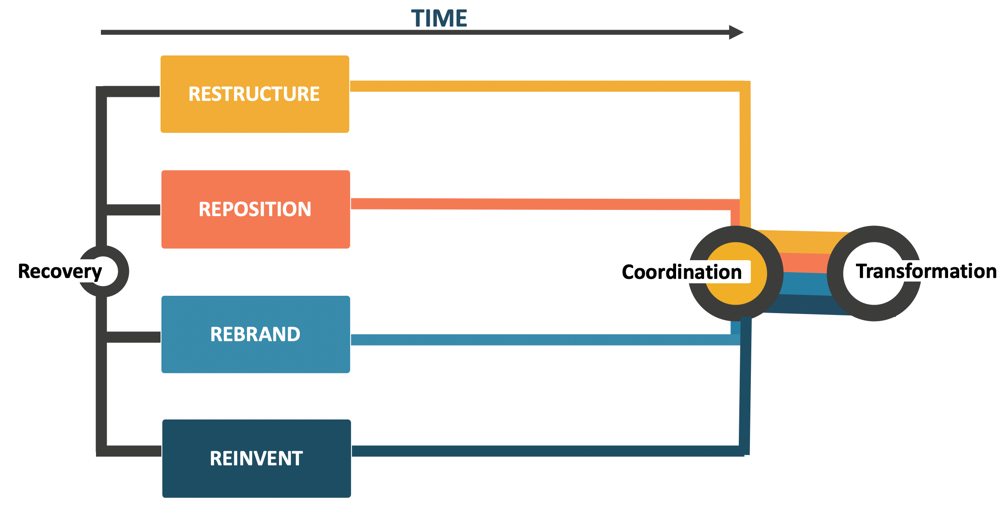 TIME
RESTRUCTURE
REPOSITION
Recovery
Coordination
Transformation
REBRAND
REINVENT